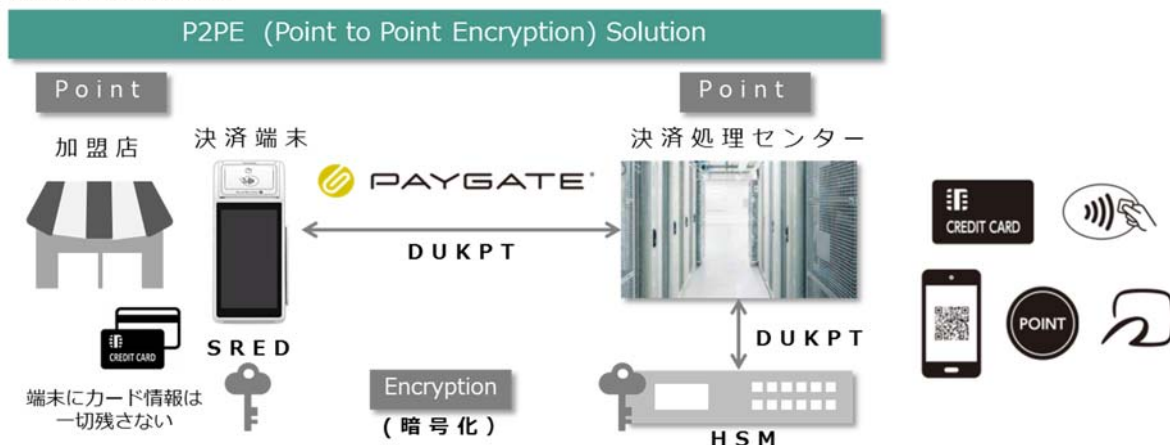 P2PE (Point to Point Encryption) Solution
Point
Point
加盟店
決済端末
決済処理センター
PAYGATE
DUKPT
CREDIT CARD
POINT
SRED
DUKPT
CREDIT CARD
端末にカード情報は
一切残さない
Encryption
(暗号化)
HSM